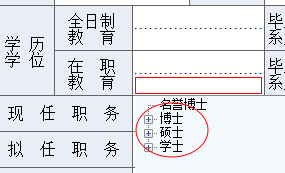 学 历
学 位
全日制
教 育
毕
系
在 职
教 育
毕
系
现 任 职 务
名誉博士
博士
硕士
学士
拟 任 职 务